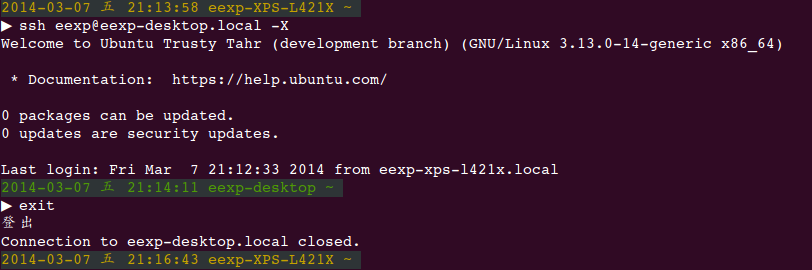 2014-03-07 五 21:13:58 eexp-XPS-L421X ~
▶ ssh eexp@eexp-desktop.local -X
Welcome to Ubuntu Trusty Tahr (development branch) (GNU/Linux 3.13.0-14-generic x86_64)
* Documentation:  https://help.ubuntu.com/
0 packages can be updated.
0 updates are security updates.
Last login: Fri Mar  7 21:12:33 2014 from eexp-xps-l421x.local
2014-03-07 五 21:14:11 eexp-desktop ~
▶ exit
登出
Connection to eexp-desktop.local closed.
2014-03-07 五 21:16:43 eexp-XPS-L421X ~